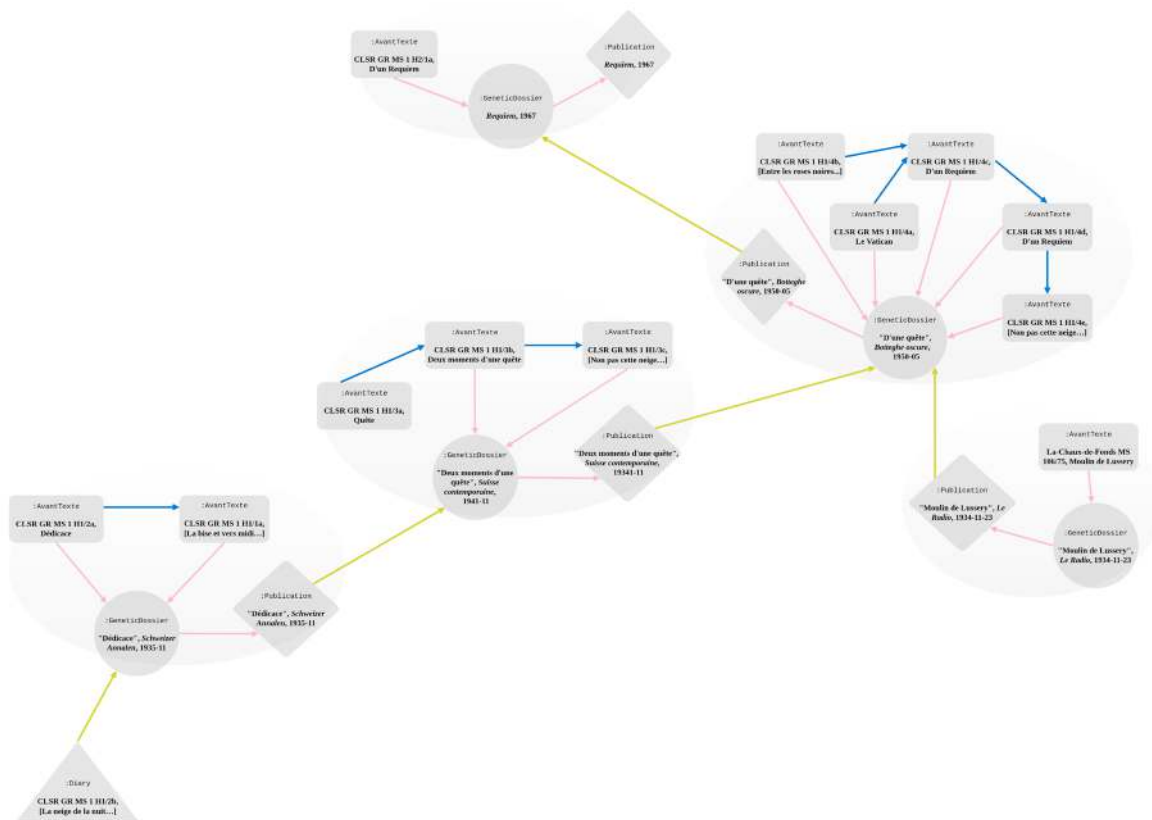 :AvantTexte
CLSR GR MS 1 H2/1a,
D'un Requiem
:Publication
Requiem, 1967
:GeneticDossier
Requiem, 1967
:AvantTexte
CLSR GR MS 1 H1/4b,
[Entre les roses noires...]
:AvantTexte
CLSR GR MS 1 H1/4c,
D'un Requiem
:AvantTexte
CLSR GR MS 1 H1/4a,
Le Vatican
:AvantTexte
CLSR GR MS 1 H1/4d,
D'un Requiem
:Publication
"D'une quête", Botteghe
oscure, 1950-05
:GeneticDossier
"D'une quête",
Botteghe oscure,
1950-05
:AvantTexte
CLSR GR MS 1 H1/4e,
[Non pas cette neige…]
:AvantTexte
CLSR GR MS 1 H1/3b,
Deux moments d'une quête
:AvantTexte
CLSR GR MS 1 H1/3c,
[Non pas cette neige…]
:AvantTexte
CLSR GR MS 1 H1/3a,
Quête
:GeneticDossier
"Deux moments d'une
quête", Suisse
contemporaine,
1941-11
:Publication
"Deux moments d'une quête",
Suisse contemporaine,
19341-11
:AvantTexte
La-Chaux-de-Fonds MS
106/75, Moulin de Lussery
:Publication
"Moulin de Lussery", Le
Radio, 1934-11-23
:GeneticDossier
"Moulin de Lussery",
Le Radio, 1934-11-23
:AvantTexte
CLSR GR MS 1 H1/2a,
Dédicace
:AvantTexte
CLSR GR MS 1 H1/1a,
[La bise et vers midi…]
:GeneticDossier
"Dédicace", Schweizer
Annalen, 1935-11
:Publication
"Dédicace", Schweizer
Annalen, 1935-11
:Diary
CLSR GR MS 1 H1/2b,
[La neige de la nuit…]